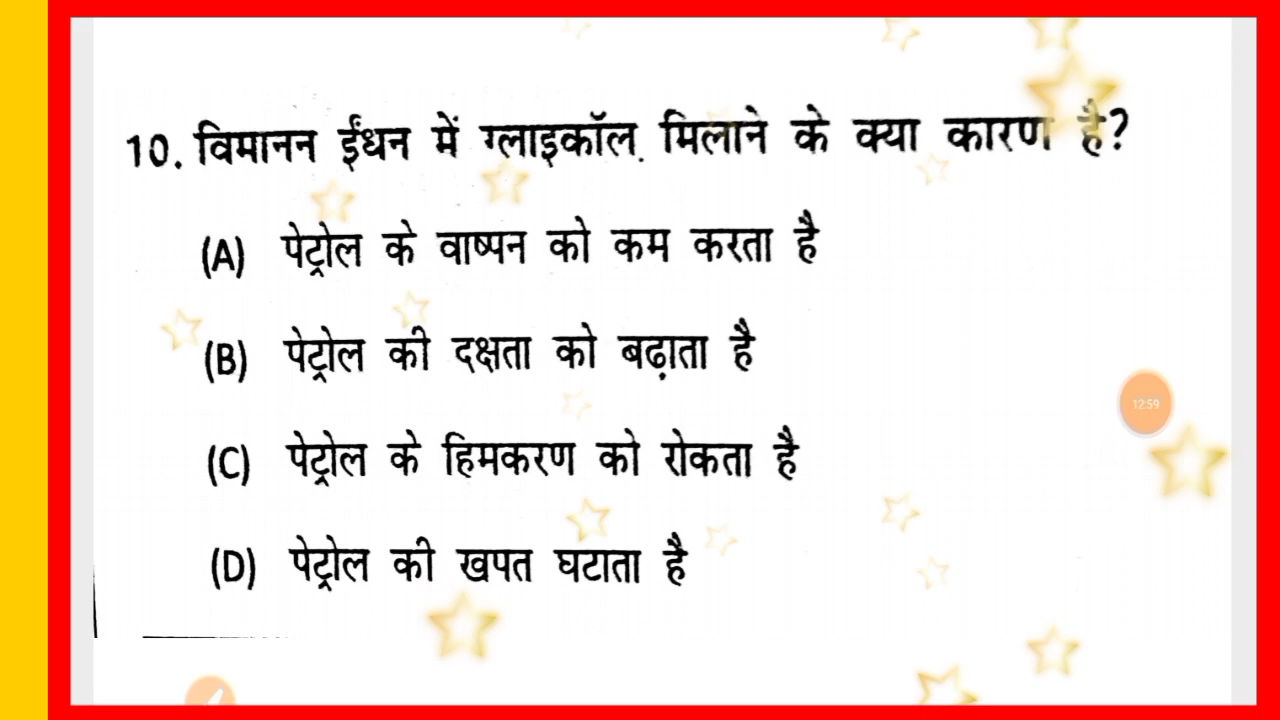 10. विमानन ईंधन में ग्लाइकॉल मिलाने के क्या कारण है?
(A) पेट्रोल के वाष्पन को कम करता है
(B) पेट्रोल की दक्षता को बढ़ाता है
(C) पेट्रोल के हिमकरण को रोकता है
(D) पेट्रोल की खपत घटाता है
12:59